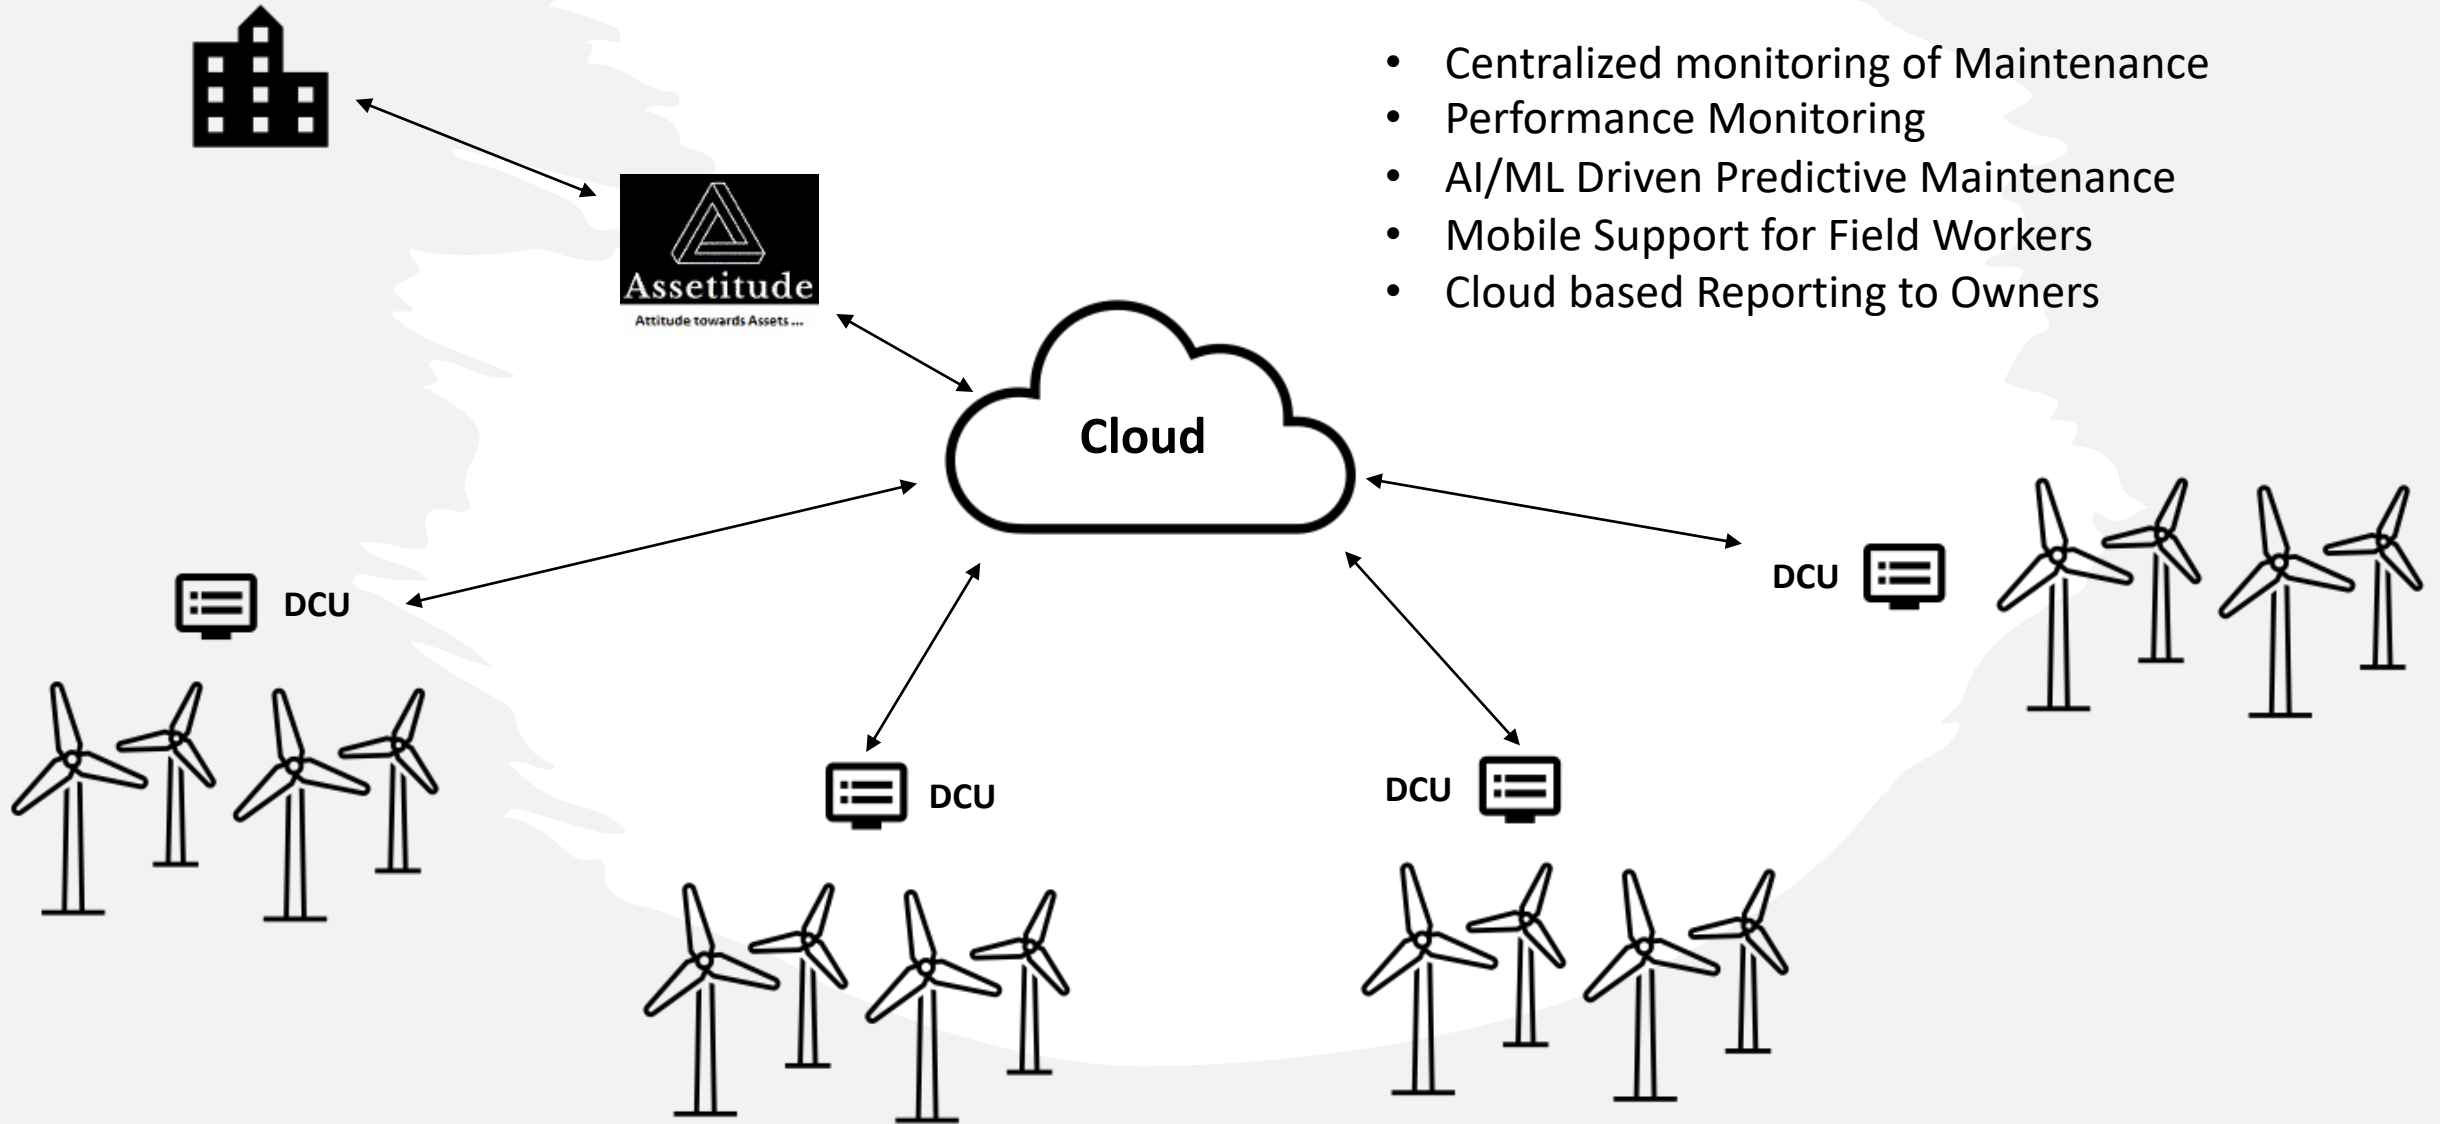 • Centralized monitoring of Maintenance
• Performance Monitoring
• AI/ML Driven Predictive Maintenance
• Mobile Support for Field Workers
• Cloud based Reporting to Owners
Assetitude
Attitude towards Assets ...
Cloud
DCU
DCU
DCU
DCU